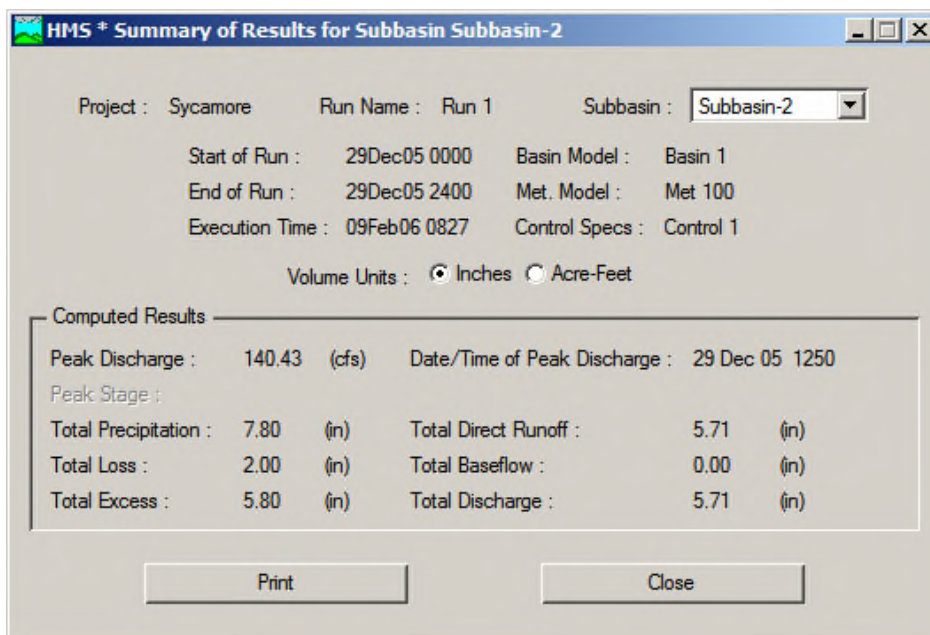 HMS * Summary of Results for Subbasin Subbasin-2
Project : Sycamore Run Name : Run 1 Subbasin : Subbasin-2
Start of Run : 29Dec05 0000 Basin Model : Basin 1
End of Run : 29Dec05 2400 Met. Model : Met 100
Execution Time : 09Feb06 0827 Control Specs : Control 1
Volume Units : Inches Acre-Feet
Computed Results
Peak Discharge : 140.43 (cfs) Date/Time of Peak Discharge : 29 Dec 05 1250
Peak Stage :
Total Precipitation : 7.80 (in) Total Direct Runoff : 5.71 (in)
Total Loss : 2.00 (in) Total Baseflow : 0.00 (in)
Total Excess : 5.80 (in) Total Discharge : 5.71 (in)
Print Close